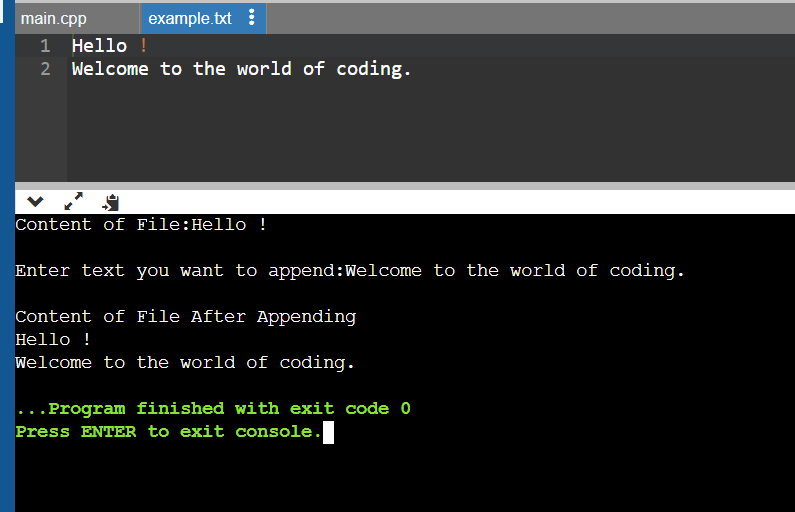 main.cpp example.txt
1 Hello !
2 Welcome to the world of coding.
Content of File:Hello !
Enter text you want to append:Welcome to the world of coding.
Content of File After Appending
Hello !
Welcome to the world of coding.
...Program finished with exit code 0
Press ENTER to exit console.